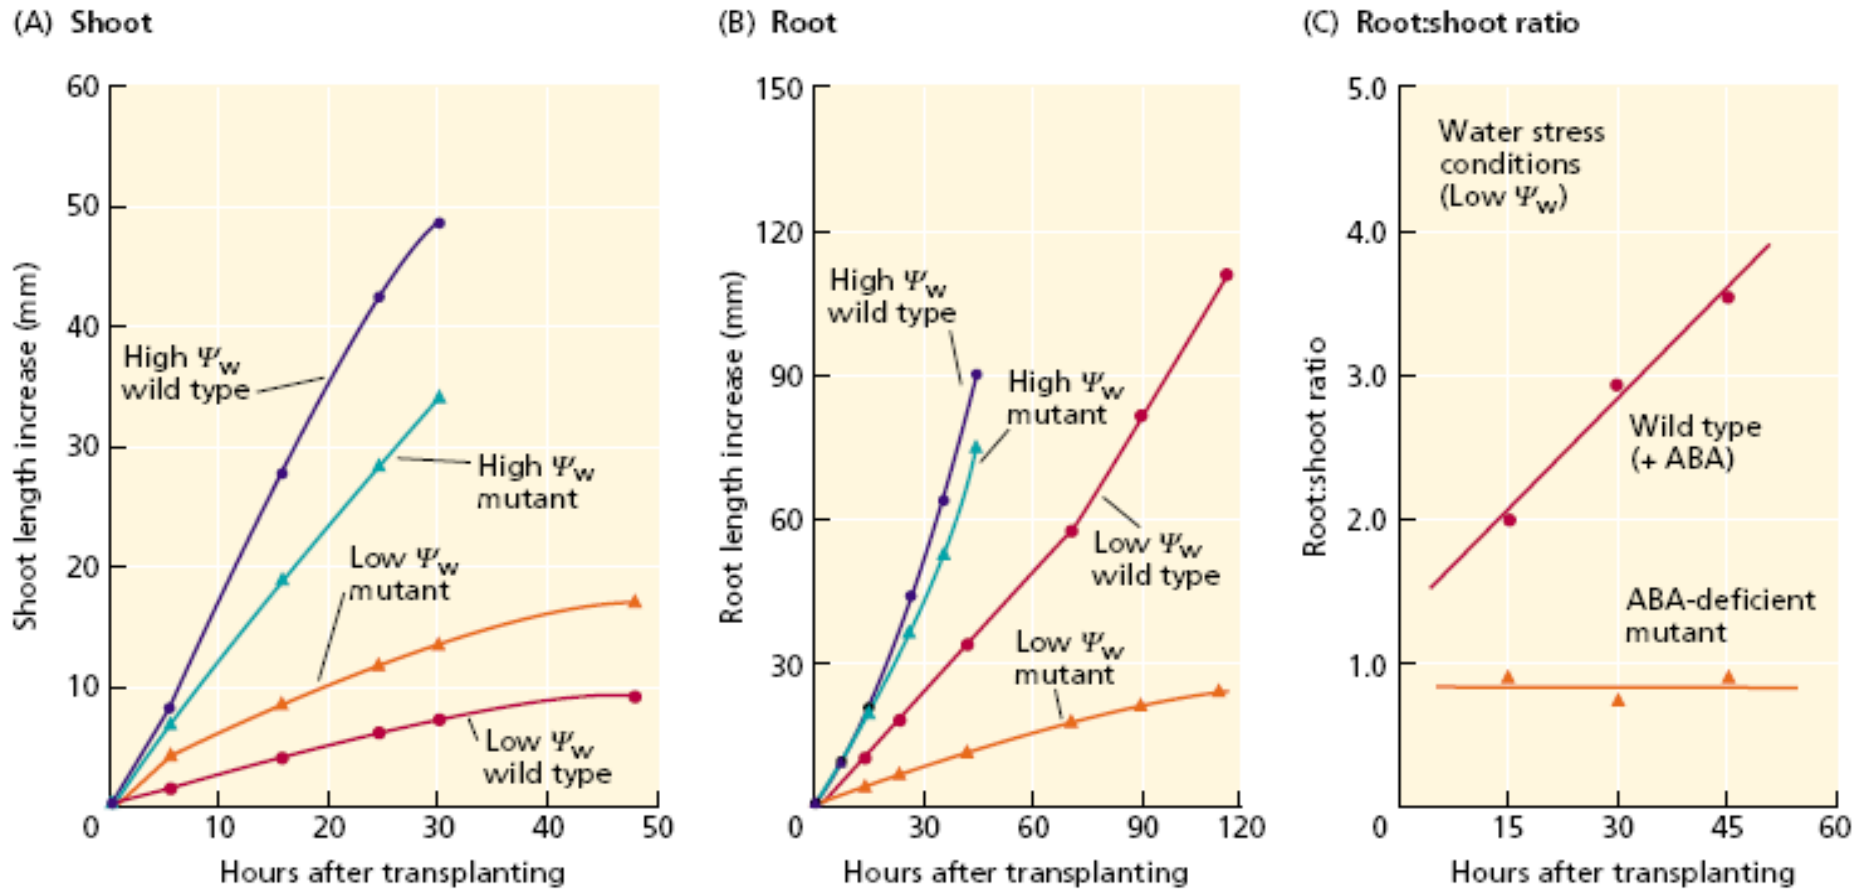 (A) Shoot
60
50
40
30
20
10
0
10
20
30
40
50
Shoot length increase (mm)
Hours after transplanting
High Ψw
wild type
High Ψw
mutant
Low Ψw
mutant
Low Ψw
wild type
(B) Root
150
120
90
60
30
0
30
60
90
120
Root length increase (mm)
Hours after transplanting
High Ψw
wild type
High Ψw
mutant
Low Ψw
wild type
Low Ψw
mutant
(C) Root:shoot ratio
5.0
4.0
3.0
2.0
1.0
0
15
30
45
60
Root:shoot ratio
Hours after transplanting
Water stress
conditions
(Low Ψw)
Wild type
(+ ABA)
ABA-deficient
mutant